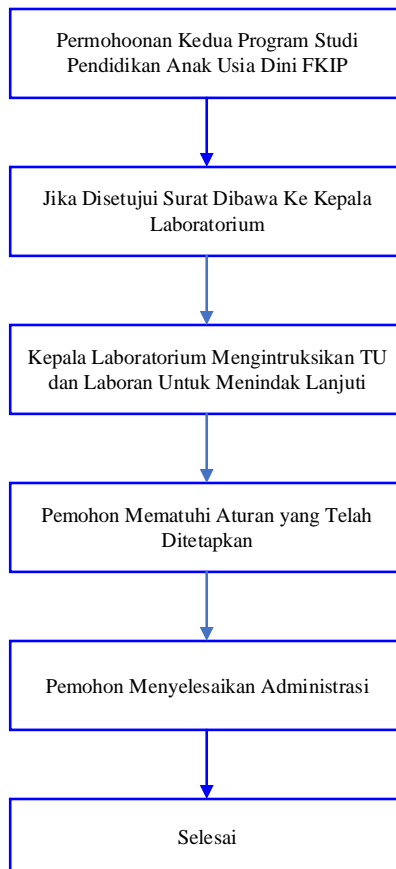 Permohoonan Kedua Program Studi
Pendidikan Anak Usia Dini FKIP
Jika Disetujui Surat Dibawa Ke Kepala
Laboratorium
Kepala Laboratorium Mengintruksikan TU
dan Laboran Untuk Menindak Lanjuti
Pemohon Mematuhi Aturan yang Telah
Ditetapkan
Pemohon Menyelesaikan Administrasi
Selesai